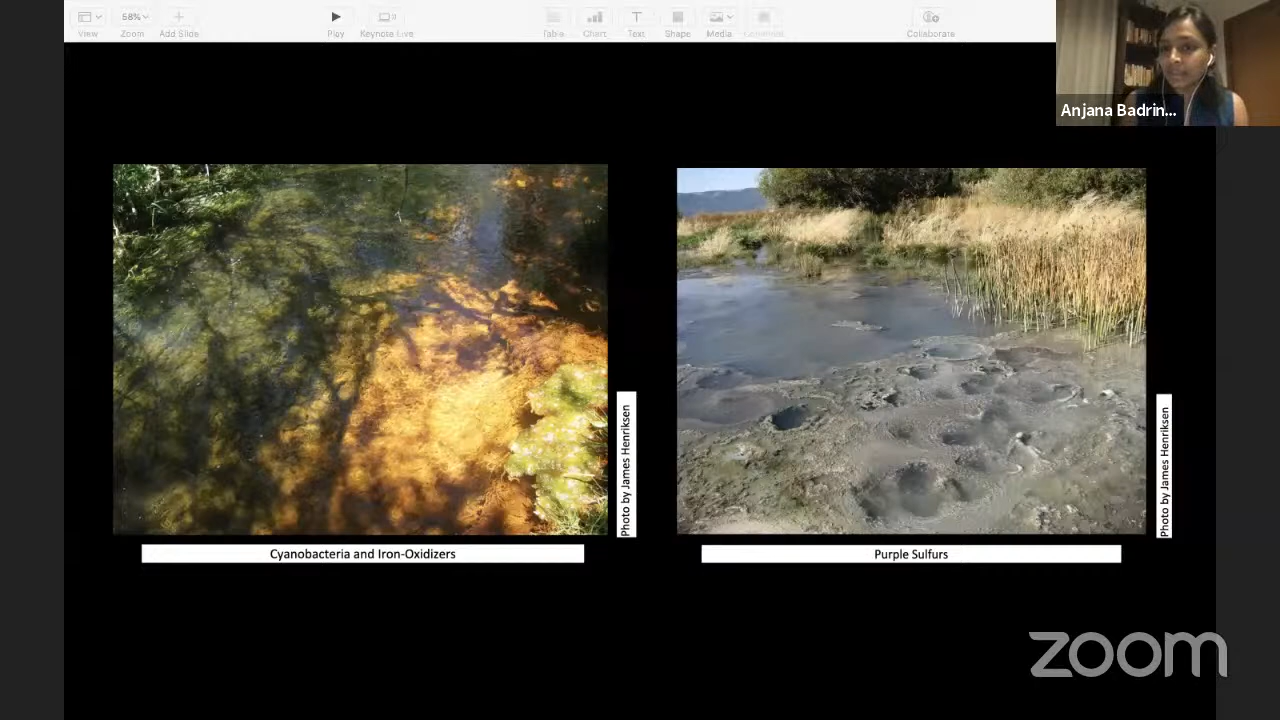 View
58%
Zoom
Add Slide
Play
Keynote Live
Table
Chart
Text
Shape
Media
Collaborate
Anjana Badrin...
Photo by James Henriksen
Photo by James Henriksen
Cyanobacteria and Iron-Oxidizers
Purple Sulfurs
zoom